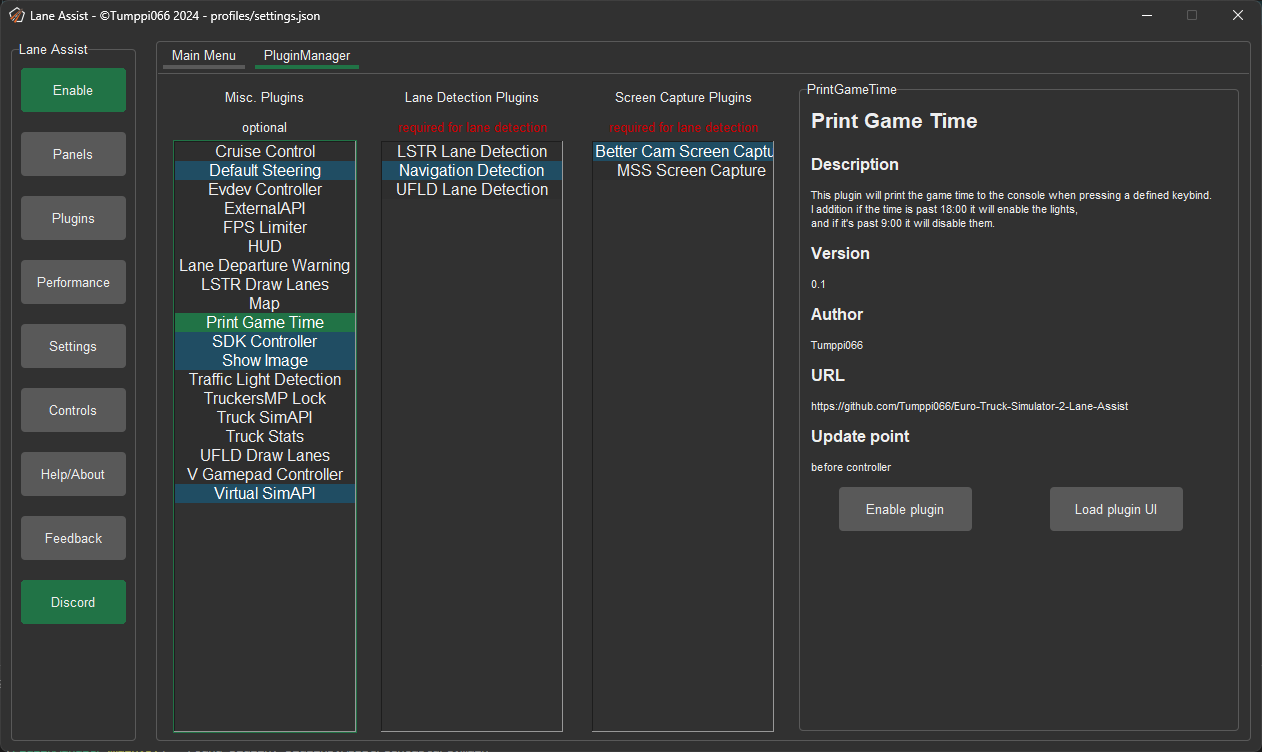 Lane Assist - ©Tumppi066 2024 - profiles/settings.json
Lane Assist
Enable
Panels
Plugins
Performance
Settings
Controls
Help/About
Feedback
Discord
Main Menu
PluginManager
Misc. Plugins
optional
Cruise Control
Default Steering
Evdev Controller
ExternalAPI
FPS Limiter
HUD
Lane Departure Warning
LSTR Draw Lanes
Map
Print Game Time
SDK Controller
Show Image
Traffic Light Detection
TruckersMP Lock
Truck SimAPI
Truck Stats
UFLD Draw Lanes
V Gamepad Controller
Virtual SimAPI
Lane Detection Plugins
required for lane detection
LSTR Lane Detection
Navigation Detection
UFLD Lane Detection
Screen Capture Plugins
required for lane detection
Better Cam Screen Captu
MSS Screen Capture
PrintGameTime
Print Game Time
Description
This plugin will print the game time to the console when pressing a defined keybind.
I addition if the time is past 18:00 it will enable the lights,
and if it's past 9:00 it will disable them.
Version
0.1
Author
Tumppi066
URL
https://github.com/Tumppi066/Euro-Truck-Simulator-2-Lane-Assist
Update point
before controller
Enable plugin
Load plugin UI